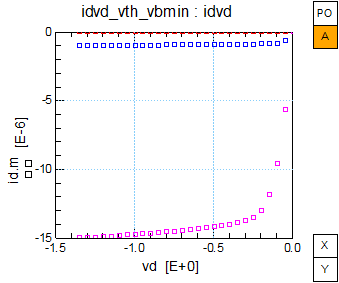 idvd_vth_vbmin : idvd
PO
A
0
-5
-10
-15
id.m [E-6]
-1.5
-1.0
-0.5
0.0
vd [E+0]
X
Y